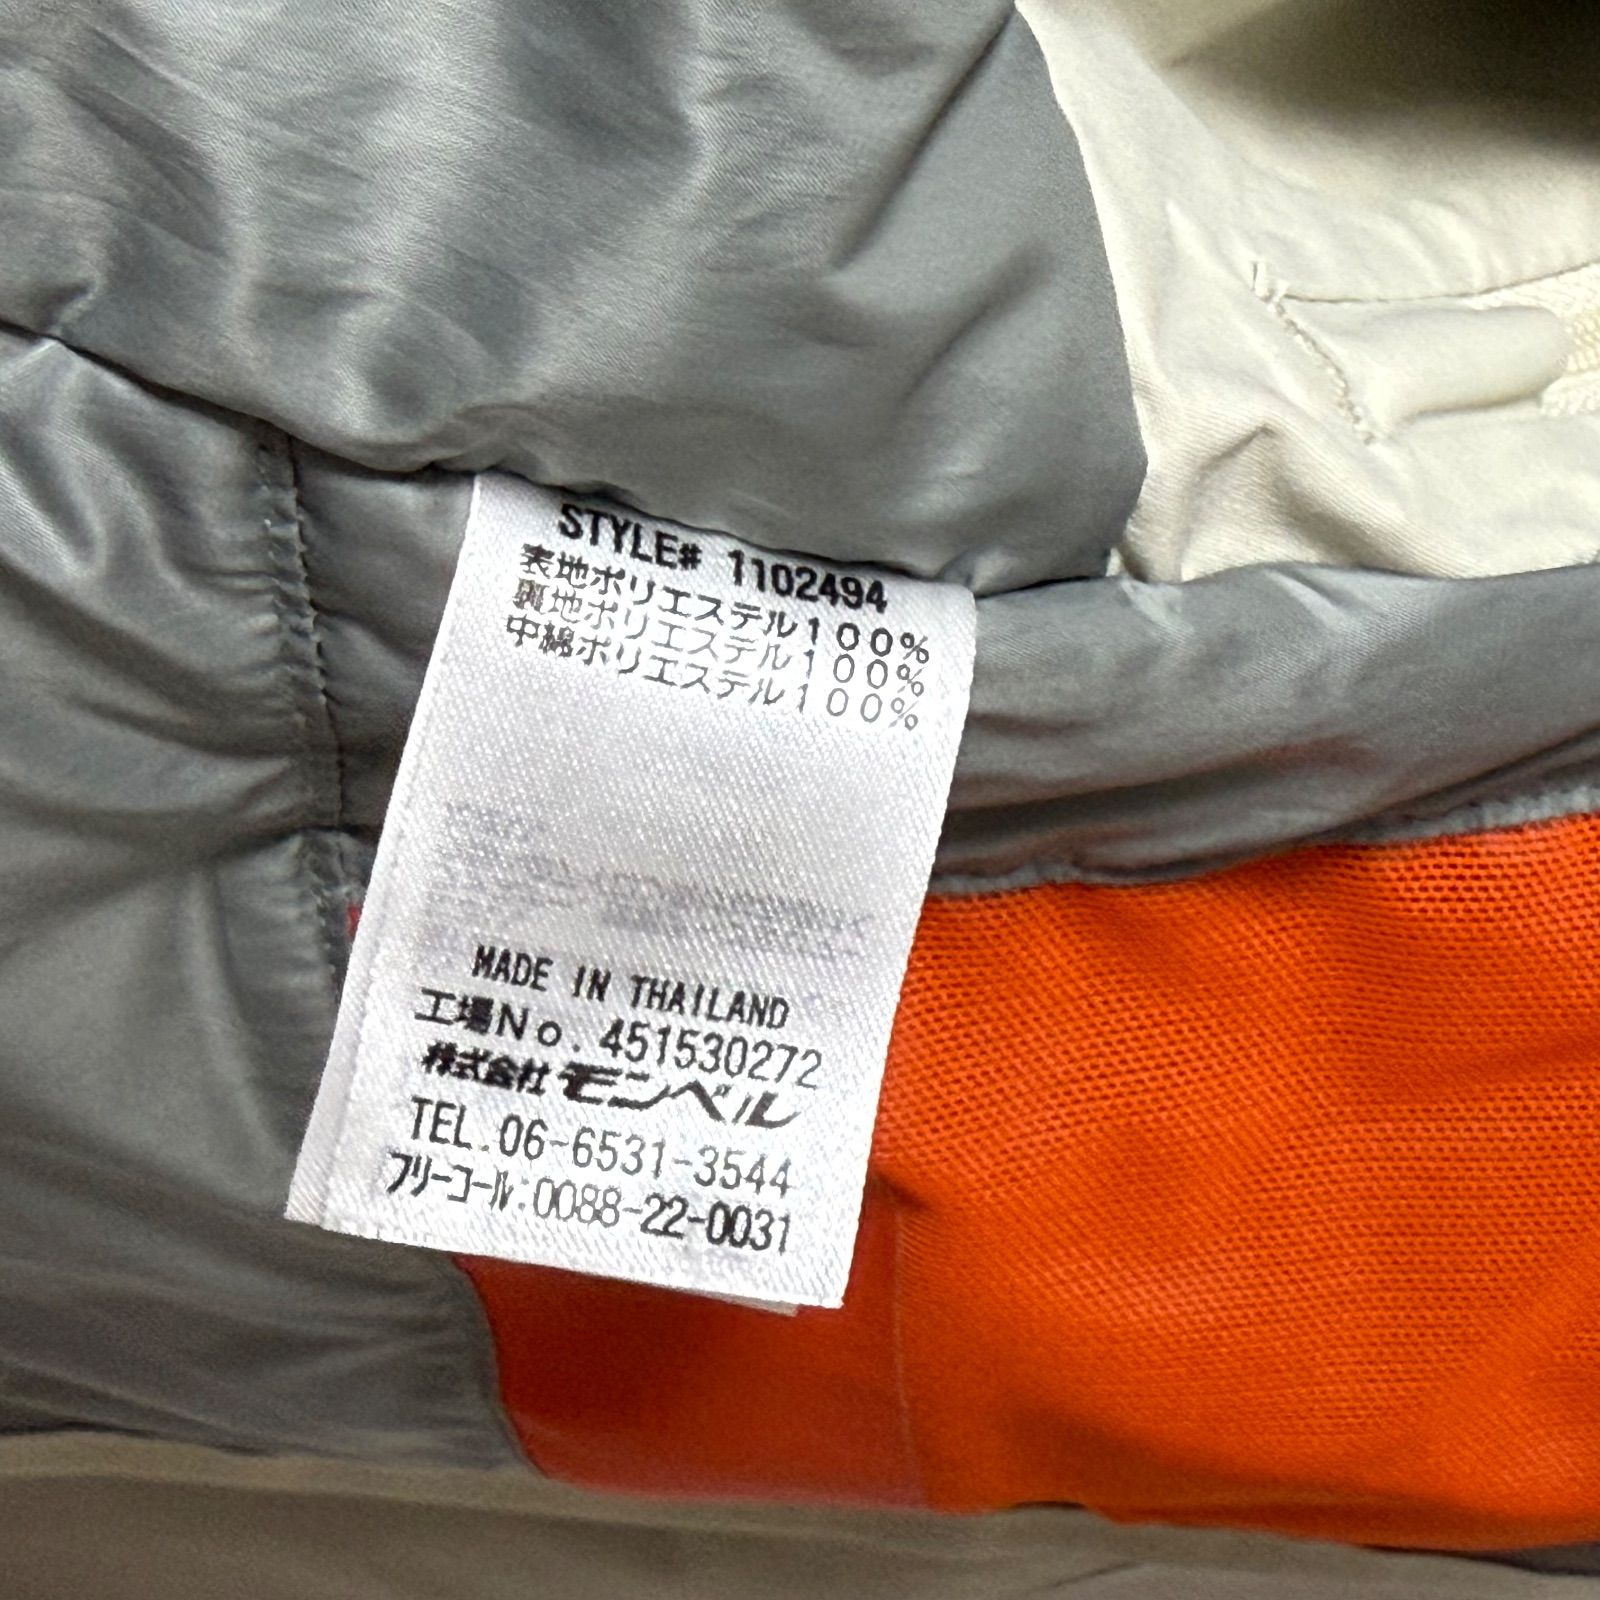 STYLE# 1102494
表地ポリエステル100%
裏地ポリエステル100%
中綿ポリエステル100%
MADE IN THAILAND
工場No. 451530272
株式会社モンベル
TEL.06-6531-3544
フリーコール:0088-22-0031